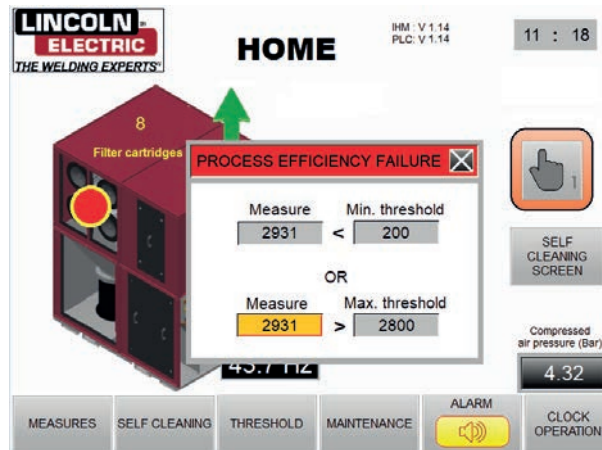 LINCOLN
ELECTRIC
THE WELDING EXPERTS®
HOME
IHM : V 1.14
PLC: V 1.14
11 : 18
8
Filter cartridges
PROCESS EFFICIENCY FAILURE
Measure Min. threshold
2931 < 200
OR
Measure Max. threshold
2931 > 2800
1
SELF
CLEANING
SCREEN
Compressed
air pressure (Bar)
4.32
MEASURES
SELF CLEANING
THRESHOLD
MAINTENANCE
ALARM
CLOCK
OPERATION